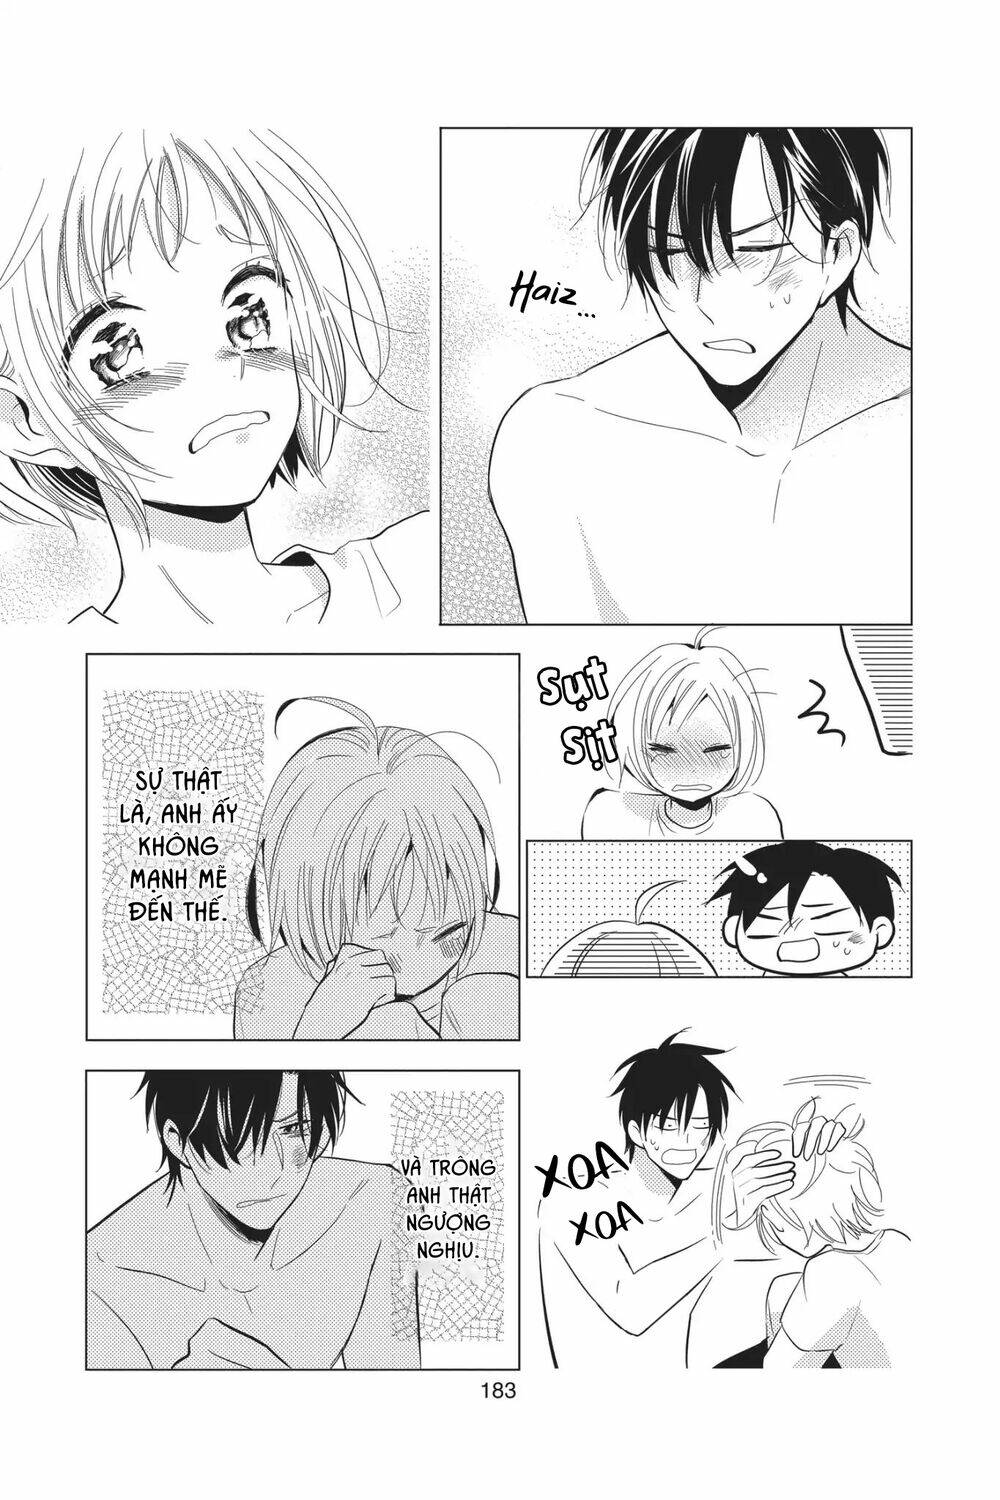 Haiz...
SỤT
SỊT
SỰ THẬT
LÀ, ANH ẤY
KHÔNG
MẠNH MẼ
ĐẾN THẾ.
XOA
XOA
VÀ TRÔNG
ANH THẬT
NGƯỢNG
NGHỊU.
183